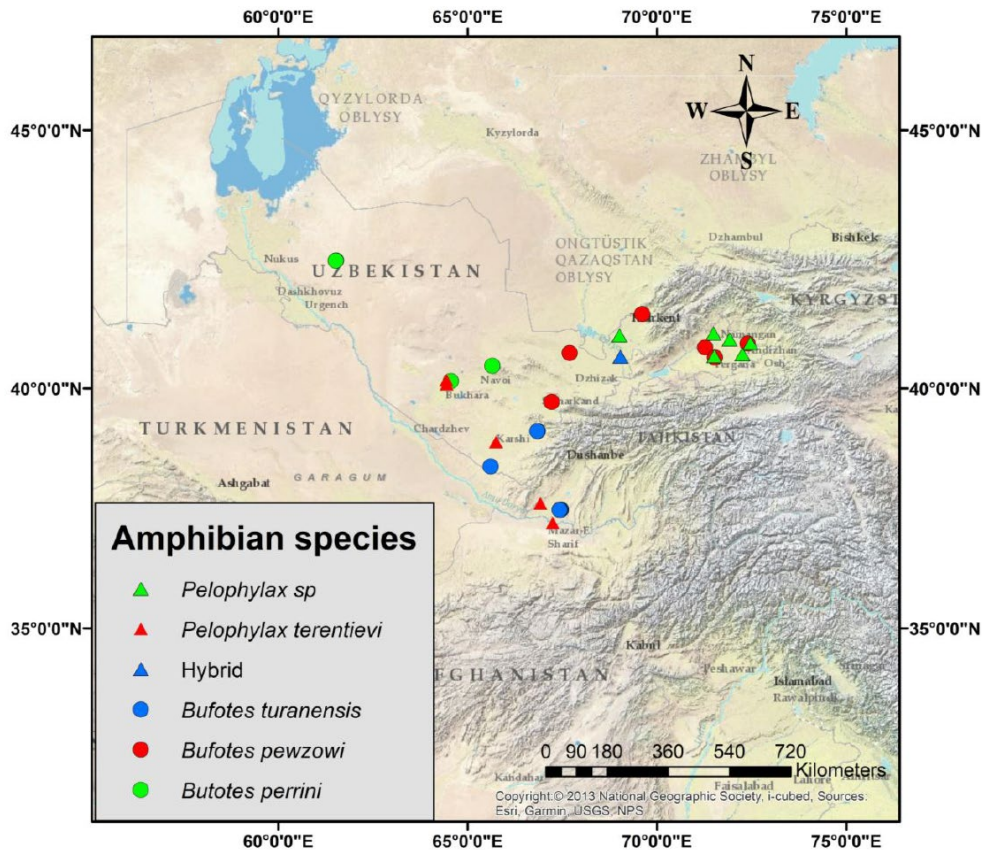 60°0'0"E 65°0'0"E 70°0'0"E 75°0'0"E
N
W E
S
45°0'0"N 45°0'0"N
QYZYLORDA
OBLYSY
Kyzylorda
ZHAMBYL
OBLYSY
ONGTÜSTIK
QAZAQSTAN
OBLYSY
Dzhambul
Bishkek
Nukus
UZBEKISTAN
Dashkhovuz
Urgench
KYRGYZST
Namangan
Osh
Fergana
40°0'0"N 40°0'0"N
Navoi
Dzhizak
Bukhara
Chardzhev
Karshi
TURKMENISTAN
TAJIKISTAN
Dushanbe
Ashgabat
GARAGUM
Mazar-E
Sharif
35°0'0"N 35°0'0"N
Kabul
Peshawar
Srinagar
Islamabad
Rawalpindi
FGHANISTAN
Kandahar
Faisalabad
Lahore
Amphibian species
Pelophylax sp
Pelophylax terentievi
Hybrid
Bufotes turanensis
Bufotes pewzowi
Butotes perrini
0 90 180 360 540 720
Kilometers
Copyright:© 2013 National Geographic Society, i-cubed, Sources:
Esri, Garmin, USGS, NPS
60°0'0"E 65°0'0"E 70°0'0"E 75°0'0"E